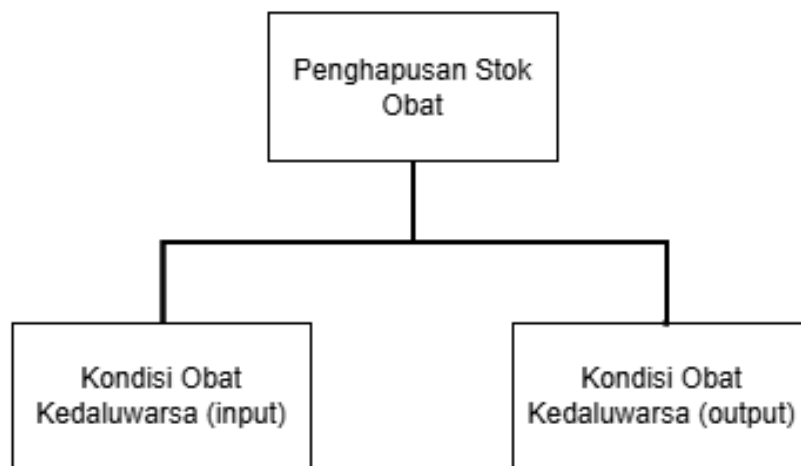 Penghapusan Stok
Obat
Kondisi Obat
Kedaluwarsa (input)
Kondisi Obat
Kedaluwarsa (output)